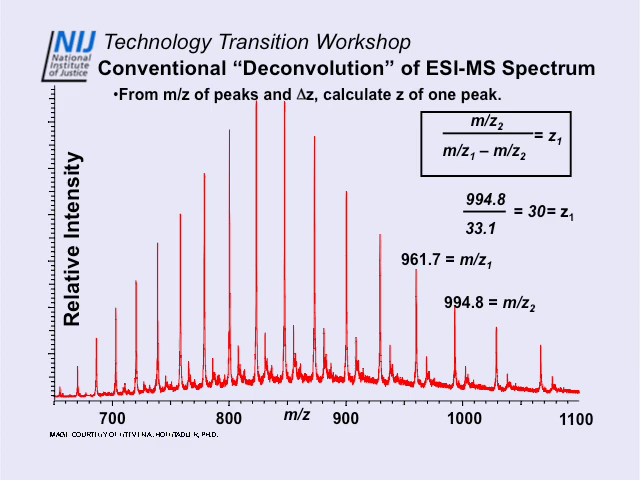 NIJ
National
Institute
of Justice
Technology Transition Workshop
Conventional “Deconvolution” of ESI-MS Spectrum
•From m/z of peaks and Δz, calculate z of one peak.
m/z2
m/z1 – m/z2
= z1
994.8
33.1
= 30= z1
961.7 = m/z1
994.8 = m/z2
Relative Intensity
700 800 900 1000 1100
m/z
PH.D.